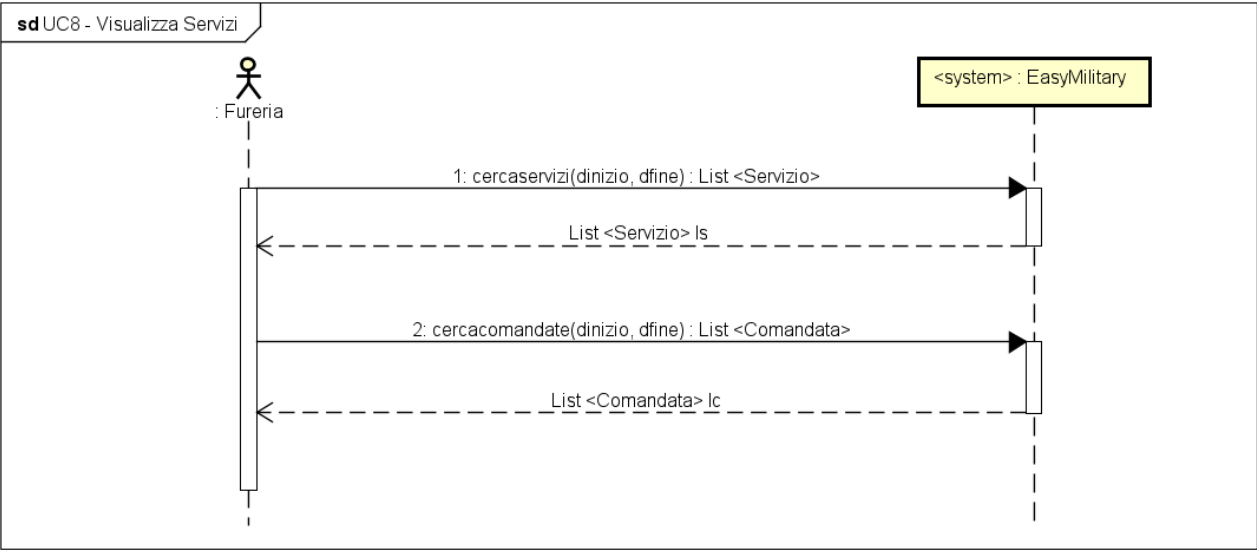 sd UC8 - Visualizza Servizi
: Fureria
<system> : EasyMilitary
1: cercaservizi(dinizio, dfine) : List <Servizio>
List <Servizio> ls
2: cercacomandate(dinizio, dfine) : List <Comandata>
List <Comandata> lc